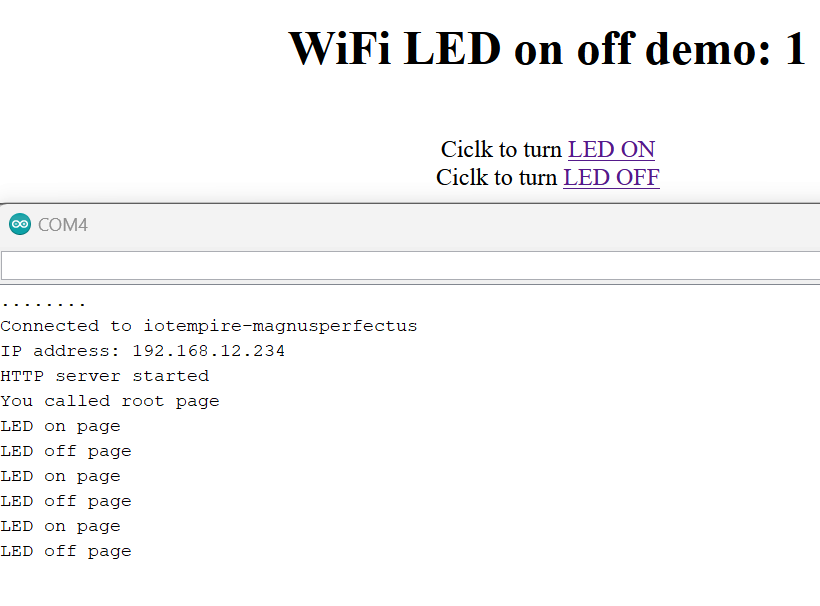 WiFi LED on off demo: 1
Ciclk to turn LED ON
Ciclk to turn LED OFF
COM4
........
Connected to iotempire-magnusperfectus
IP address: 192.168.12.234
HTTP server started
You called root page
LED on page
LED off page
LED on page
LED off page
LED on page
LED off page